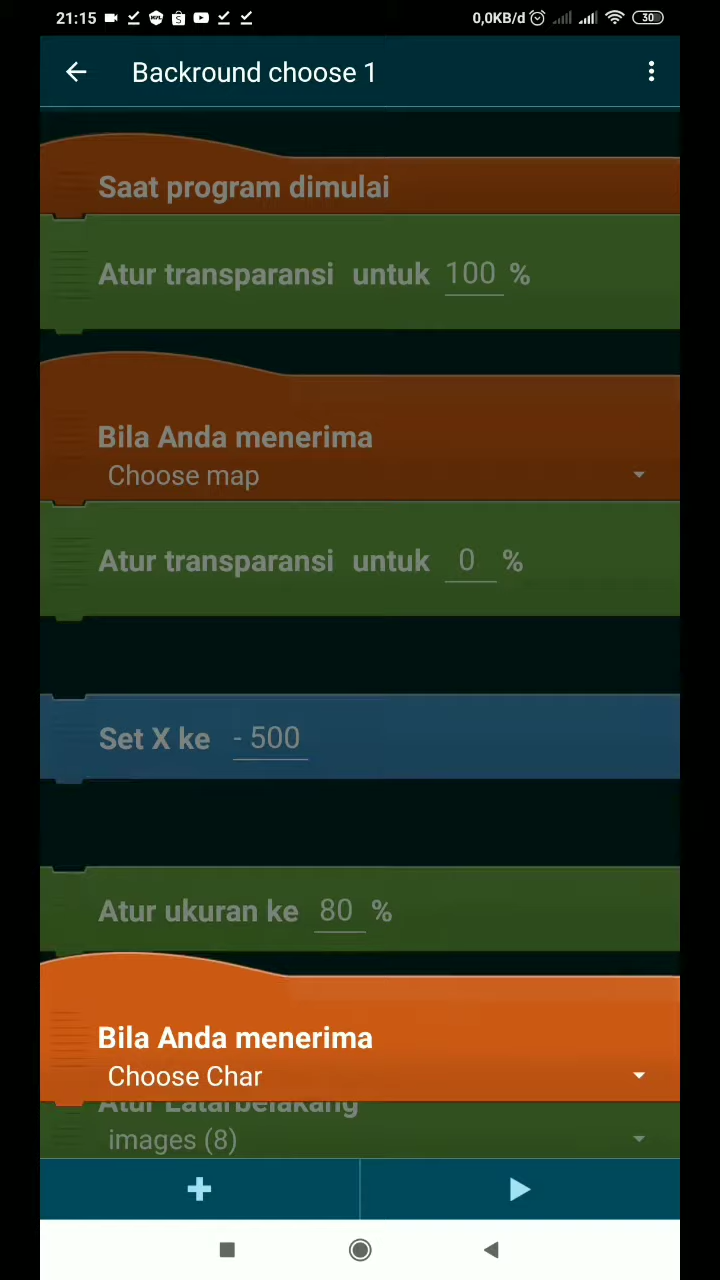 21:15
0,0KB/d
30
Backround choose 1
Saat program dimulai
Atur transparansi untuk 100 %
Bila Anda menerima
Choose map
Atur transparansi untuk 0 %
Set X ke - 500
Atur ukuran ke 80 %
Bila Anda menerima
Choose Char
Atur Latarbelakang
images (8)